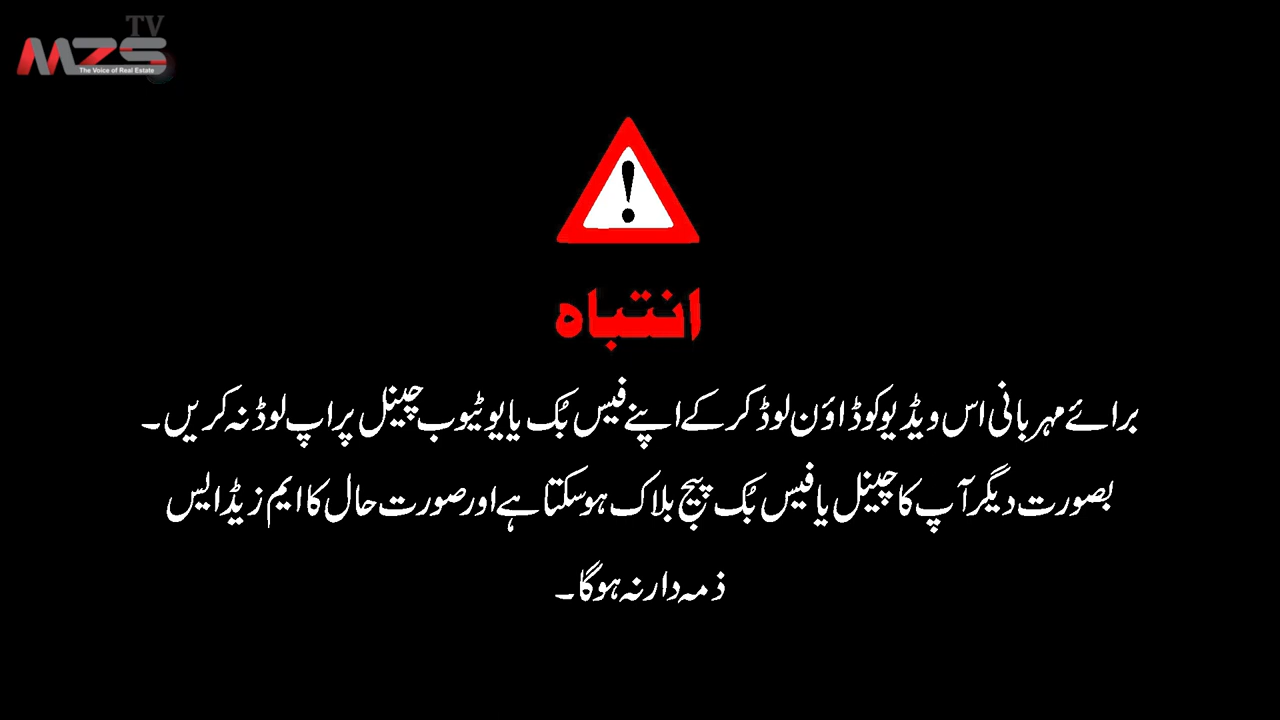 TV
MZS
The Voice of Real Estate
!
انتباہ
برائے مہربانی اس ویڈیو کو ڈاؤن لوڈ کر کے اپنے فیس بُک یا یوٹیوب چینل پر اپ لوڈ نہ کریں۔
بصورت دیگر آپ کا چینل یا فیس بُک پیج بلاک ہو سکتا ہے اور صورت حال کا ایم زیڈ ایس
ذمہ دار نہ ہوگا۔